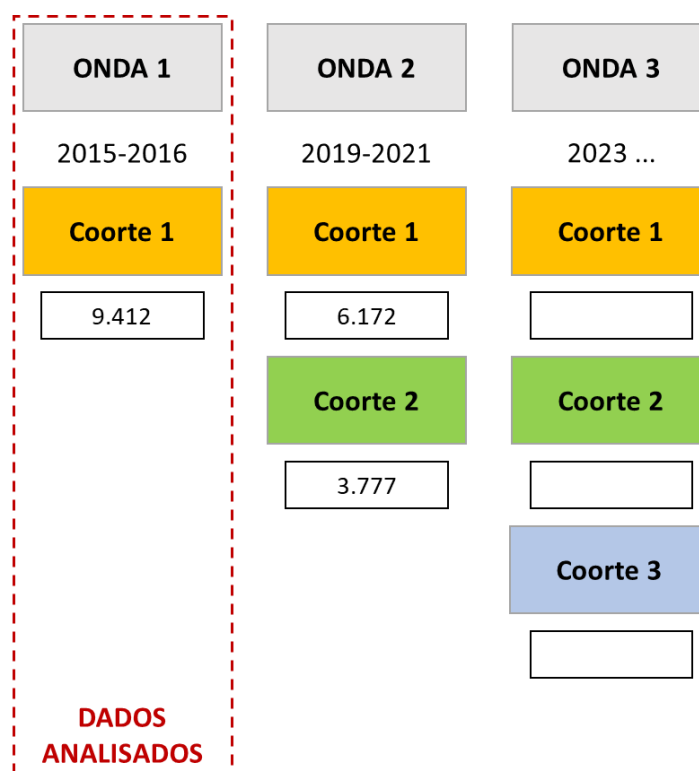 ONDA 1
ONDA 2
ONDA 3
2015-2016
2019-2021
2023 ...
Coorte 1
Coorte 1
Coorte 1
9.412
6.172
Coorte 2
Coorte 2
3.777
Coorte 3
DADOS
ANALISADOS